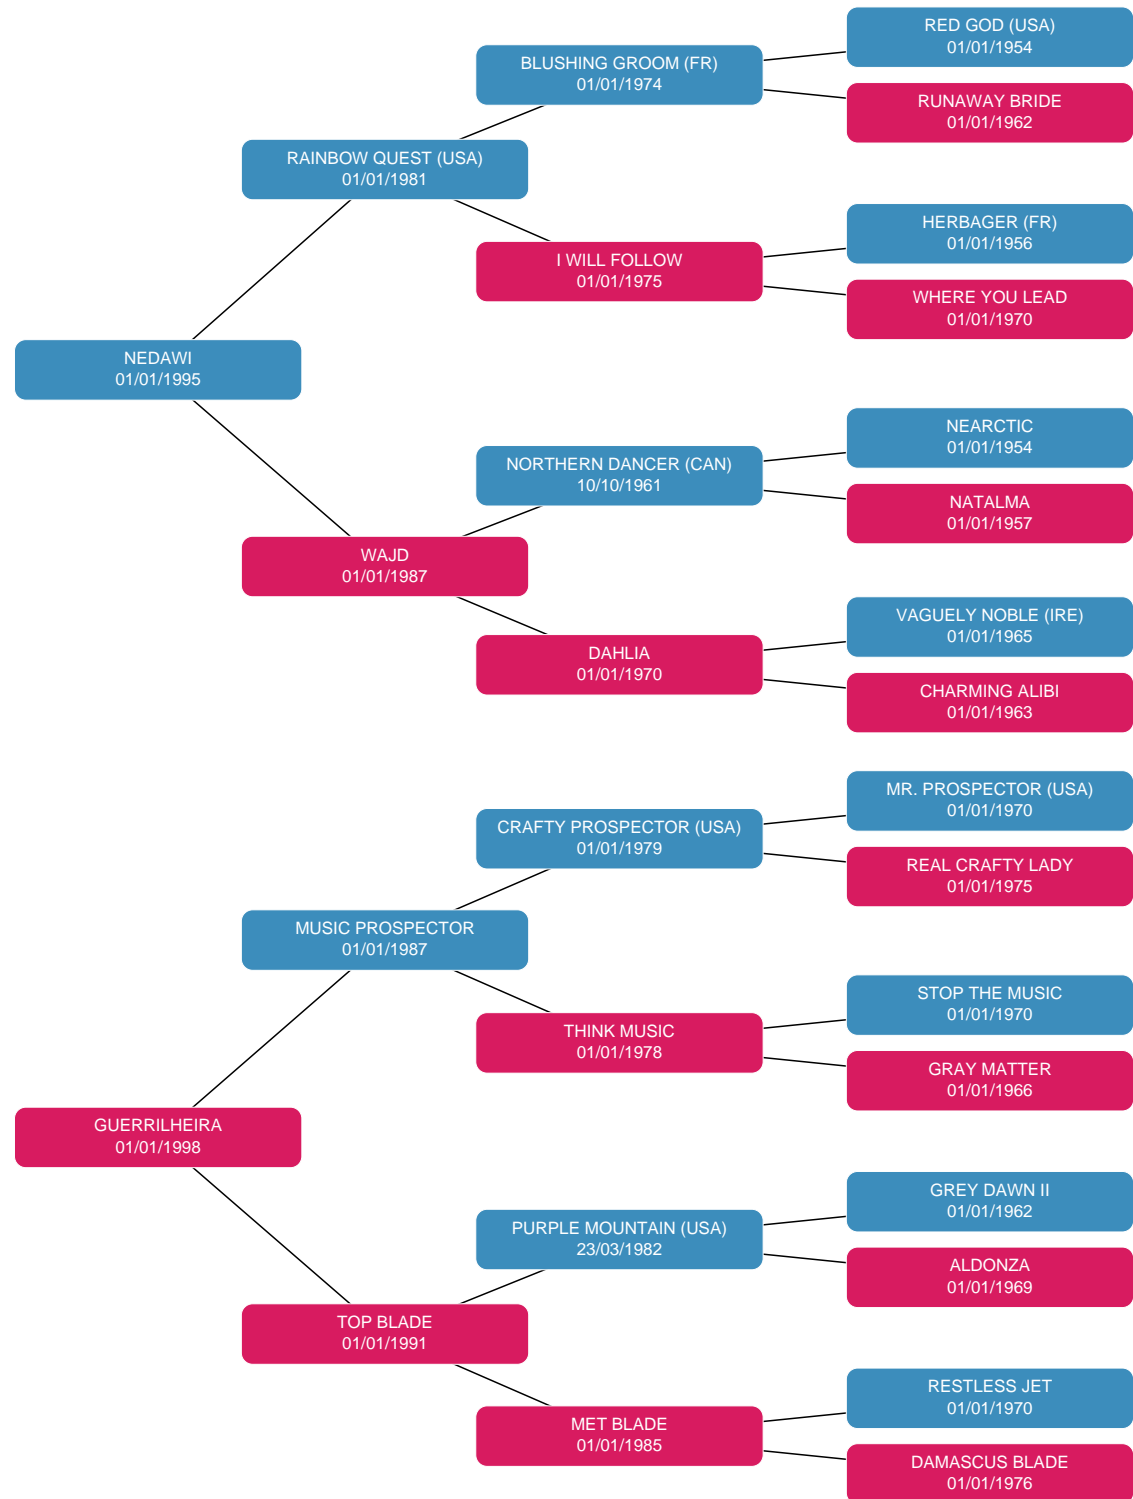 RED GOD (USA)
01/01/1954
BLUSHING GROOM (FR)
01/01/1974
RUNAWAY BRIDE
01/01/1962
RAINBOW QUEST (USA)
01/01/1981
HERBAGER (FR)
01/01/1956
I WILL FOLLOW
01/01/1975
WHERE YOU LEAD
01/01/1970
NEDAWI
01/01/1995
NEARCTIC
01/01/1954
NORTHERN DANCER (CAN)
10/10/1961
NATALMA
01/01/1957
WAJD
01/01/1987
VAGUELY NOBLE (IRE)
01/01/1965
DAHLIA
01/01/1970
CHARMING ALIBI
01/01/1963
MR. PROSPECTOR (USA)
01/01/1970
CRAFTY PROSPECTOR (USA)
01/01/1979
REAL CRAFTY LADY
01/01/1975
MUSIC PROSPECTOR
01/01/1987
STOP THE MUSIC
01/01/1970
THINK MUSIC
01/01/1978
GRAY MATTER
01/01/1966
GUERRILHEIRA
01/01/1998
GREY DAWN II
01/01/1962
PURPLE MOUNTAIN (USA)
23/03/1982
ALDONZA
01/01/1969
TOP BLADE
01/01/1991
RESTLESS JET
01/01/1970
MET BLADE
01/01/1985
DAMASCUS BLADE
01/01/1976